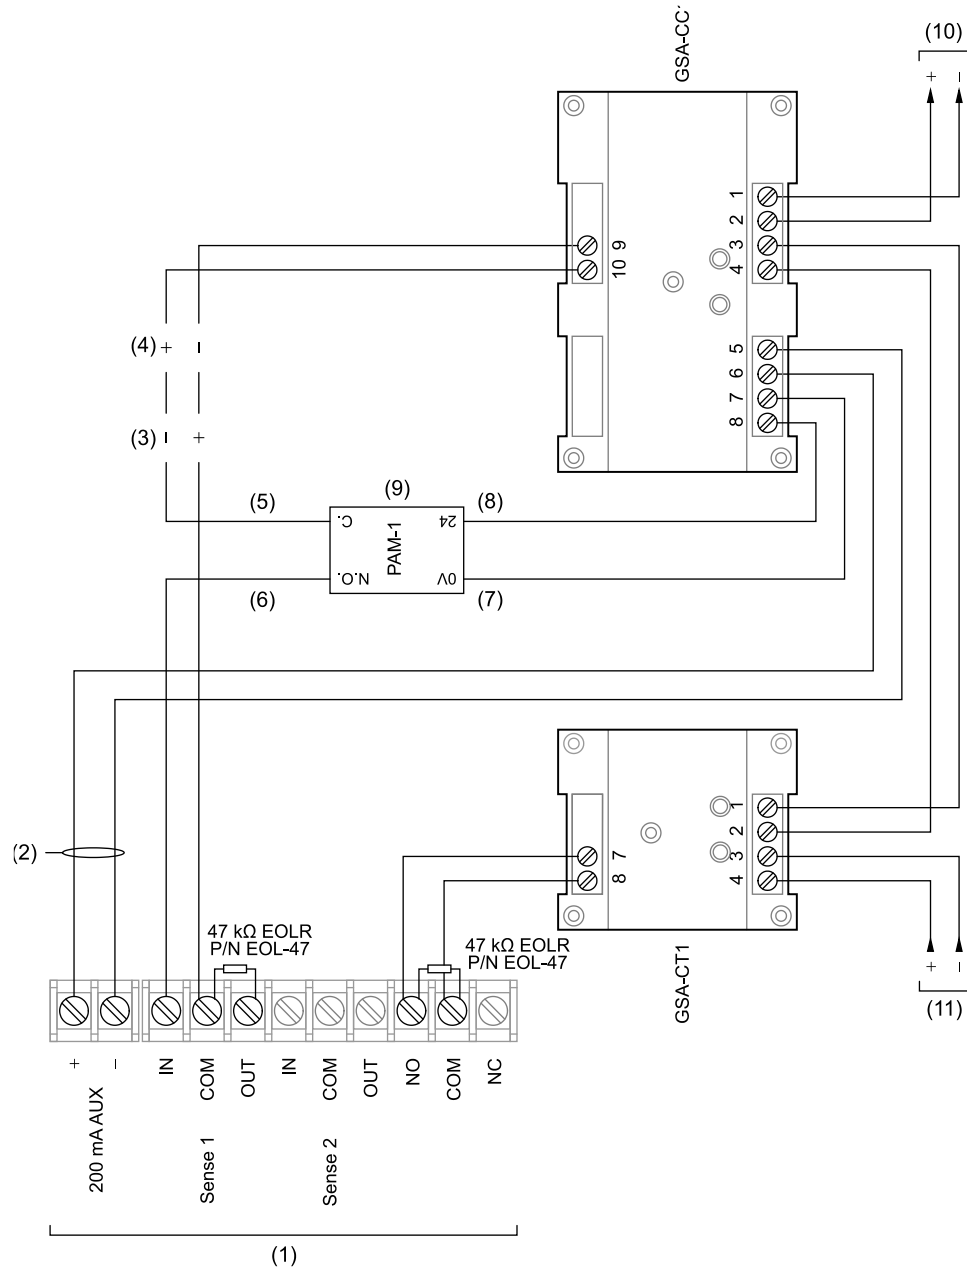 GSA-CC1
(10)
+ –
1
2
3
4
9
10
5
6
7
8
(4) + –
(3) – +
(5)
(9)
(8)
C.
24
PAM-1
N.O.
0V
(6)
(7)
1
2
3
4
7
8
(2)
47 kΩ EOLR
P/N EOL-47
47 kΩ EOLR
P/N EOL-47
GSA-CT1
+ –
(11)
+ – IN COM OUT IN COM OUT NO COM NC
200 mA AUX
Sense 1
Sense 2
(1)